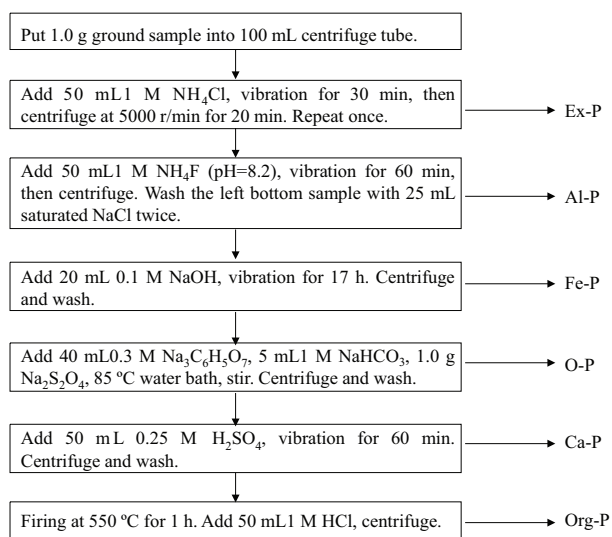 Put 1.0 g ground sample into 100 mL centrifuge tube.
Add 50 mL1 M NH₄Cl, vibration for 30 min, then
centrifuge at 5000 r/min for 20 min. Repeat once.
Ex-P
Add 50 mL1 M NH₄F (pH=8.2), vibration for 60 min,
then centrifuge. Wash the left bottom sample with 25 mL
saturated NaCl twice.
Al-P
Add 20 mL 0.1 M NaOH, vibration for 17 h. Centrifuge
and wash.
Fe-P
Add 40 mL0.3 M Na₃C₆H₅O₇, 5 mL1 M NaHCO₃, 1.0 g
Na₂S₂O₄, 85 ºC water bath, stir. Centrifuge and wash.
O-P
Add 50 mL 0.25 M H₂SO₄, vibration for 60 min.
Centrifuge and wash.
Ca-P
Firing at 550 ºC for 1 h. Add 50 mL1 M HCl, centrifuge.
Org-P